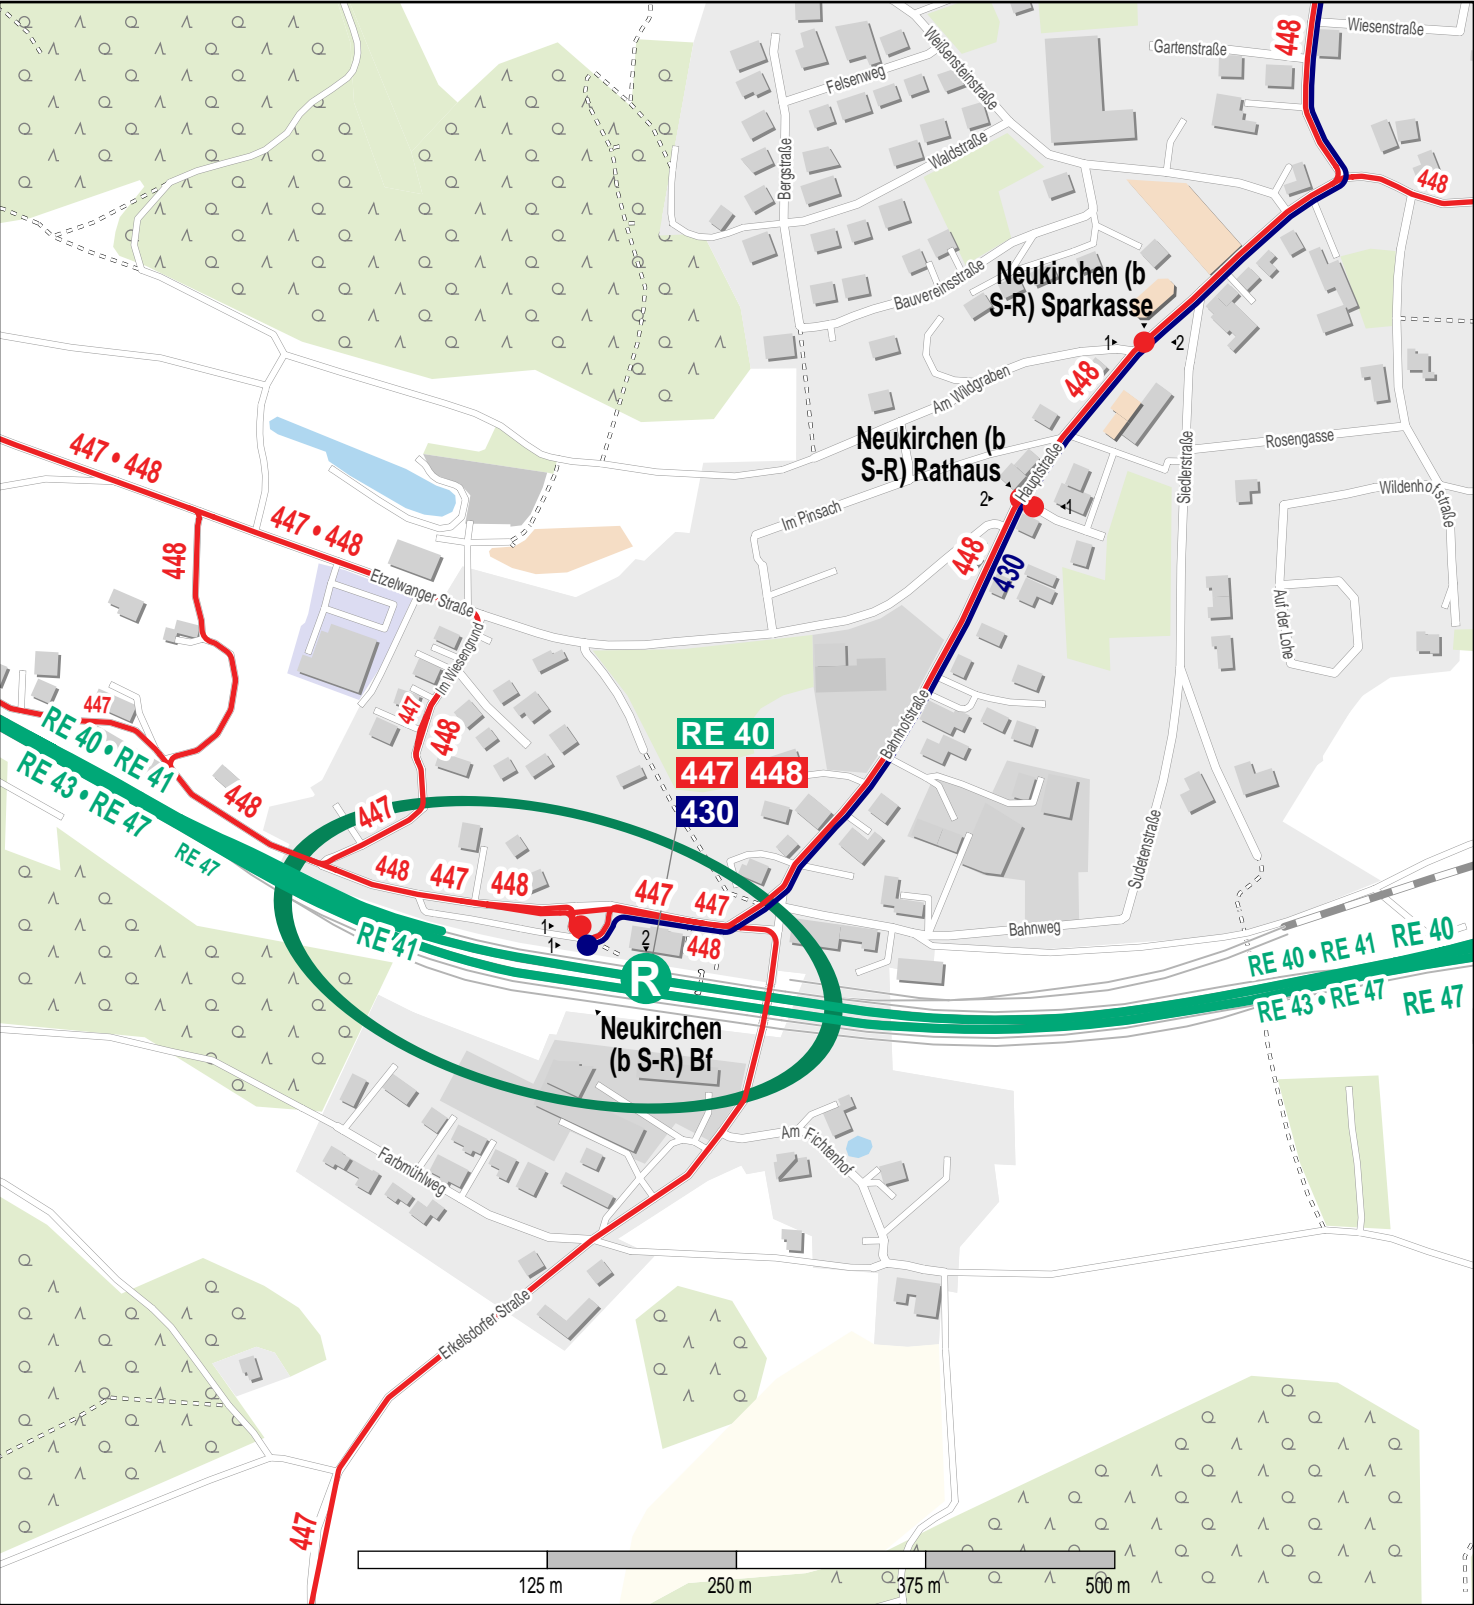 448
Wiesenstraße
Gartenstraße
Weißensteinstraße
Felsenweg
Waldstraße
Bergstraße
448
Bauvereinsstraße
Neukirchen (b
S-R) Sparkasse
1
2
448
Am Wildgraben
Neukirchen (b
S-R) Rathaus
Hauptstraße
2
1
Siedlerstraße
Rosengasse
Wildenhofstraße
447 • 448
447 • 448
Im Pinsach
448
448
430
Etzelwanger Straße
Im Wiesengrund
Auf der Lohe
447
447
448
Bahnhofstraße
RE 40
447 448
430
RE 40 • RE 41
RE 43 • RE 47
RE 47
448
447
Sudetenstraße
448
447
448
447
447
448
1
1
2
R
RE 41
Bahnweg
RE 40 • RE 41
RE 40
RE 43 • RE 47
RE 47
Neukirchen
(b S-R) Bf
Am Fichtenhof
Farbmühlweg
Erkelsdorfer Straße
447
125 m
250 m
375 m
500 m